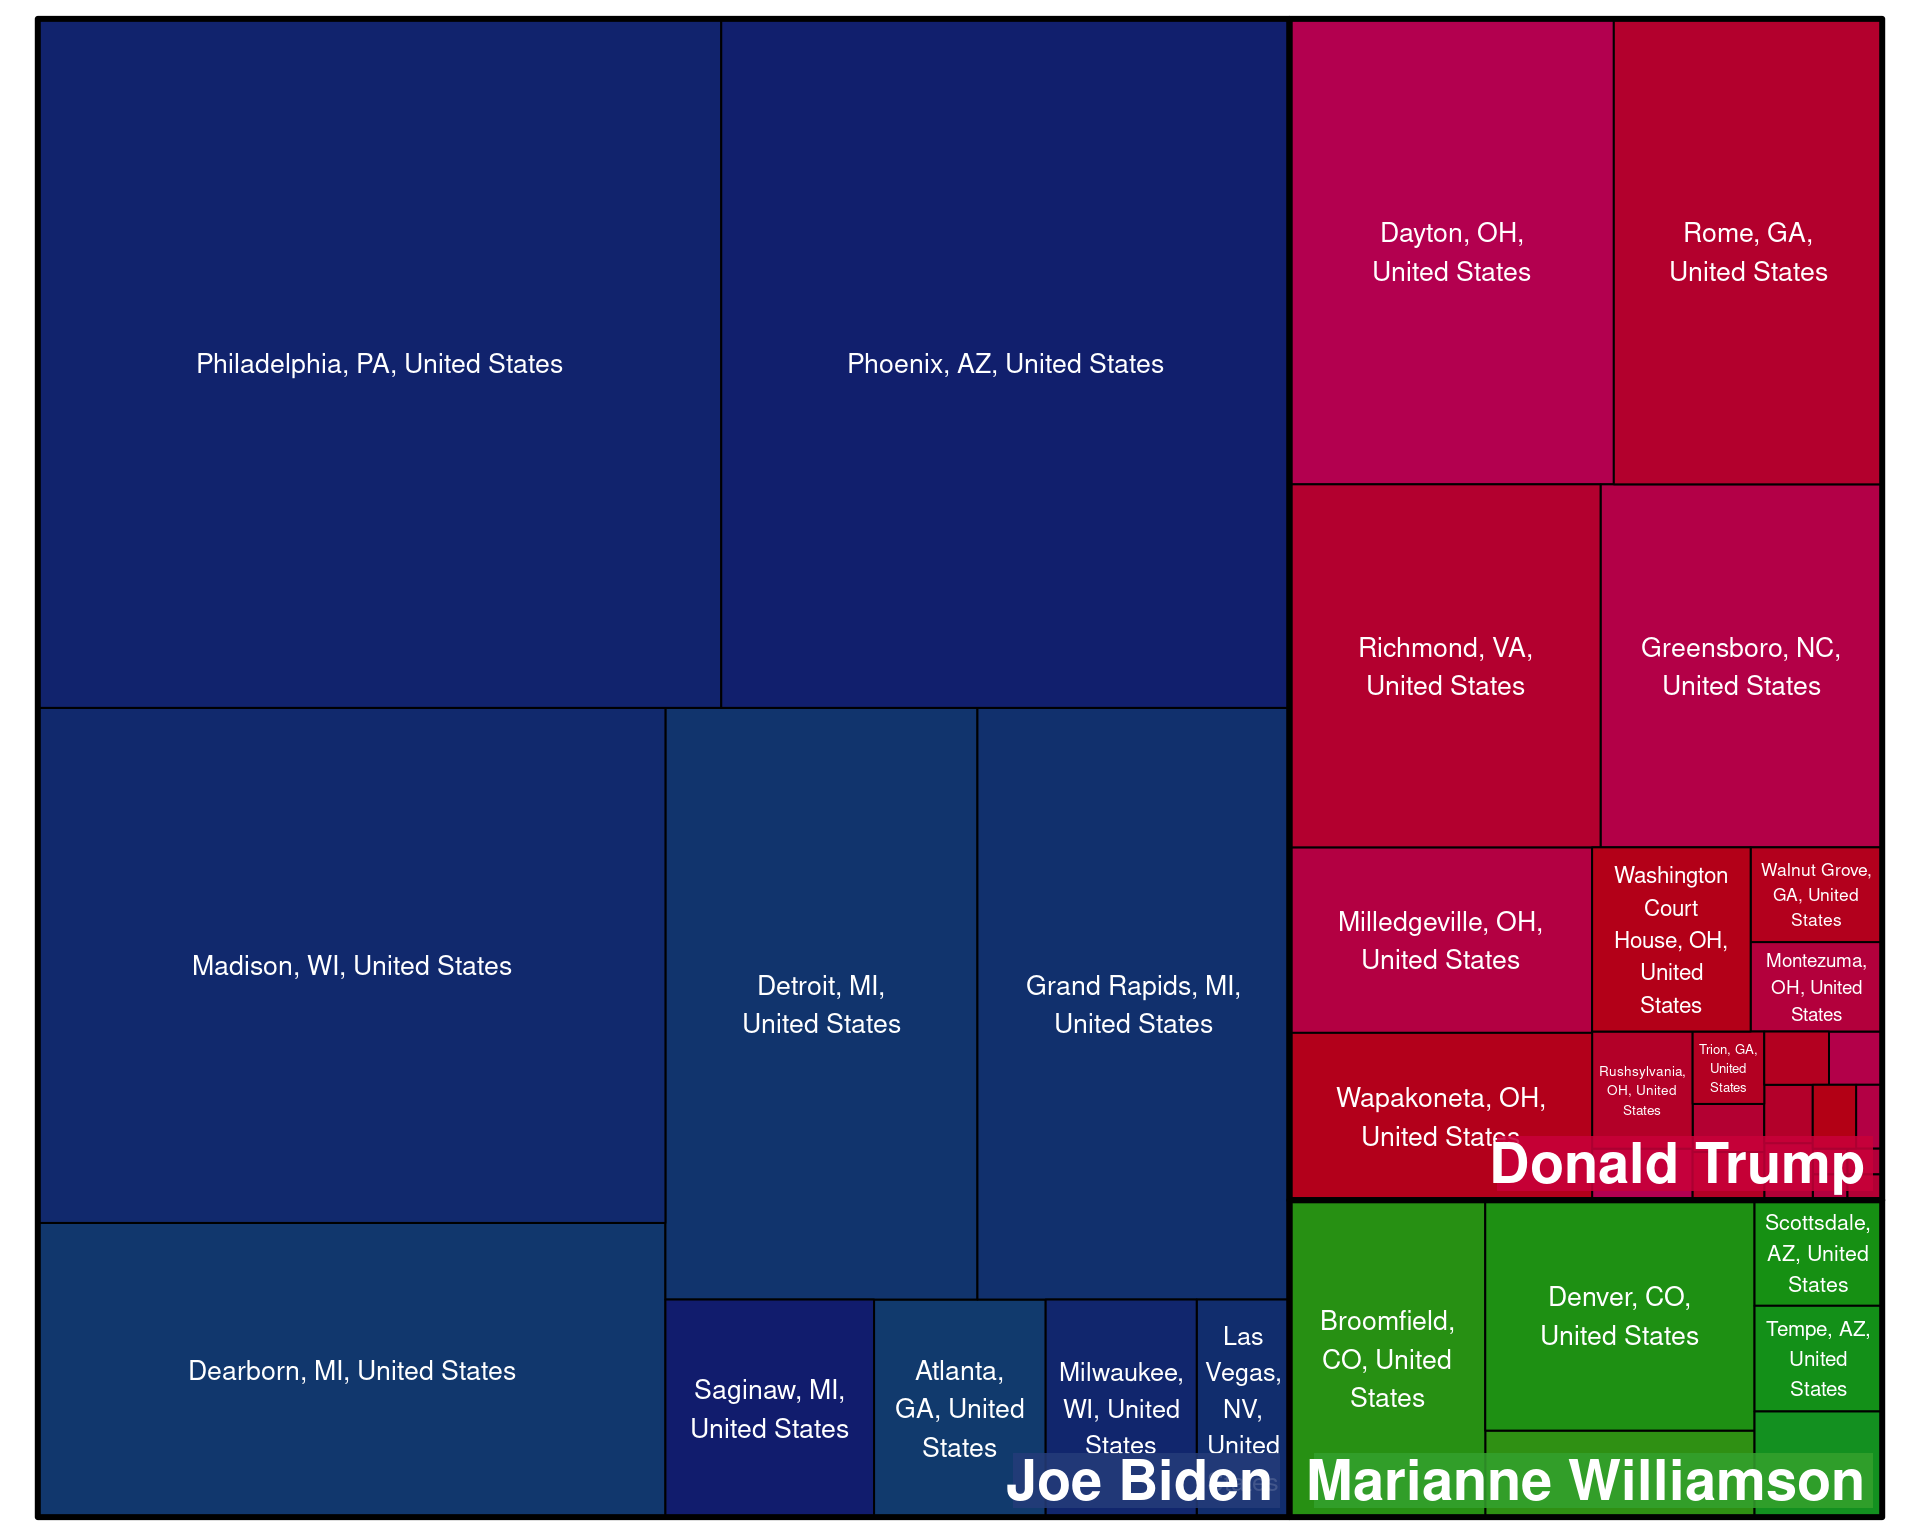 Philadelphia, PA, United States
Phoenix, AZ, United States
Madison, WI, United States
Detroit, MI,
United States
Grand Rapids, MI,
United States
Dearborn, MI, United States
Saginaw, MI,
United States
Atlanta,
GA, United
States
Milwaukee,
WI, United
States
Las
Vegas,
NV,
United
Joe Biden
Dayton, OH,
United States
Rome, GA,
United States
Richmond, VA,
United States
Greensboro, NC,
United States
Milledgeville, OH,
United States
Washington
Court
House, OH,
United
States
Walnut Grove,
GA, United
States
Montezuma,
OH, United
States
Wapakoneta, OH,
United States
Rushsylvania,
OH, United
States
Trion, GA,
United
States
Donald Trump
Broomfield,
CO, United
States
Denver, CO,
United States
Scottsdale,
AZ, United
States
Tempe, AZ,
United
States
Marianne Williamson